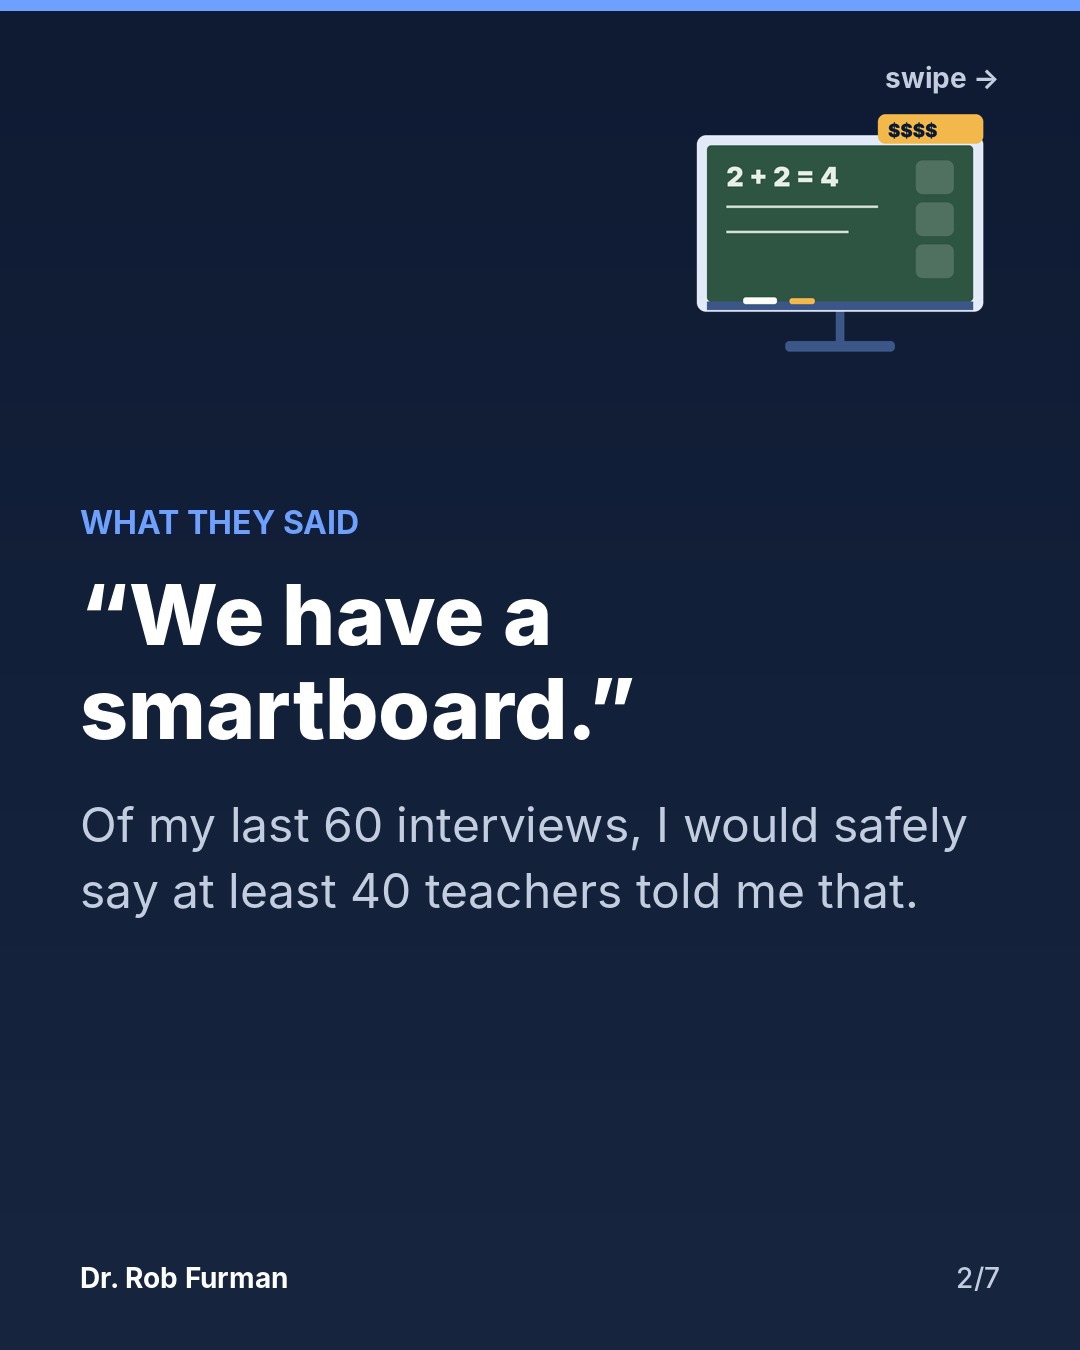 swipe →
$$$$
2 + 2 = 4
WHAT THEY SAID
“We have a
smartboard.”
Of my last 60 interviews, I would safely
say at least 40 teachers told me that.
Dr. Rob Furman
2/7